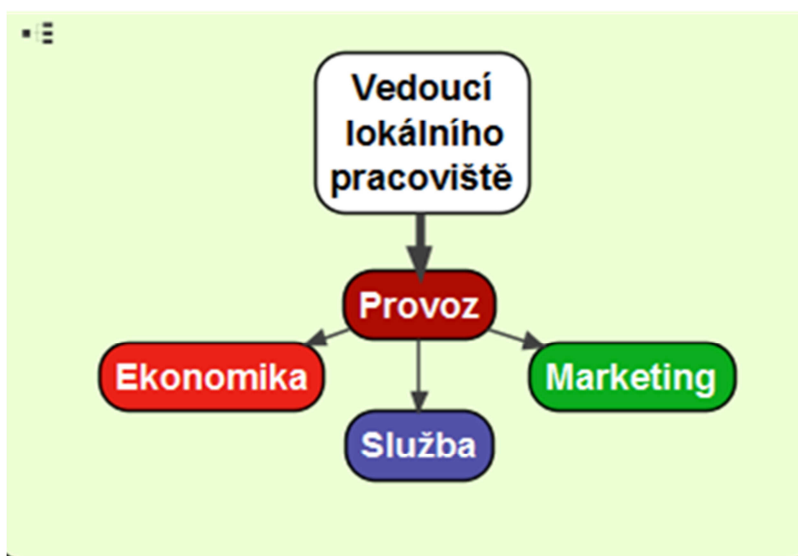 Vedoucí
lokálního
pracoviště
Provoz
Ekonomika
Marketing
Služba